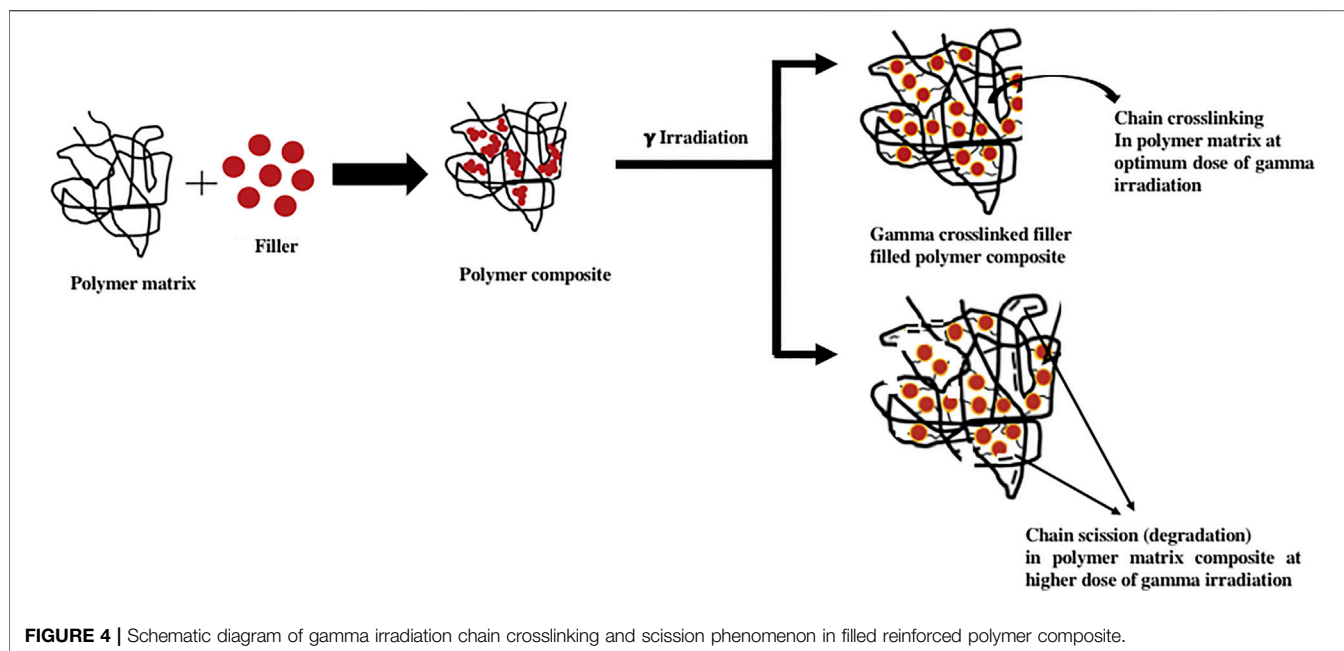 Polymer matrix
+
Filler
Polymer composite
γ Irradiation
Gamma crosslinked filler
filled polymer composite
Chain crosslinking
In polymer matrix at
optimum dose of gamma
irradiation
Chain scission (degradation)
in polymer matrix composite at
higher dose of gamma irradiation
FIGURE 4 | Schematic diagram of gamma irradiation chain crosslinking and scission phenomenon in filled reinforced polymer composite.